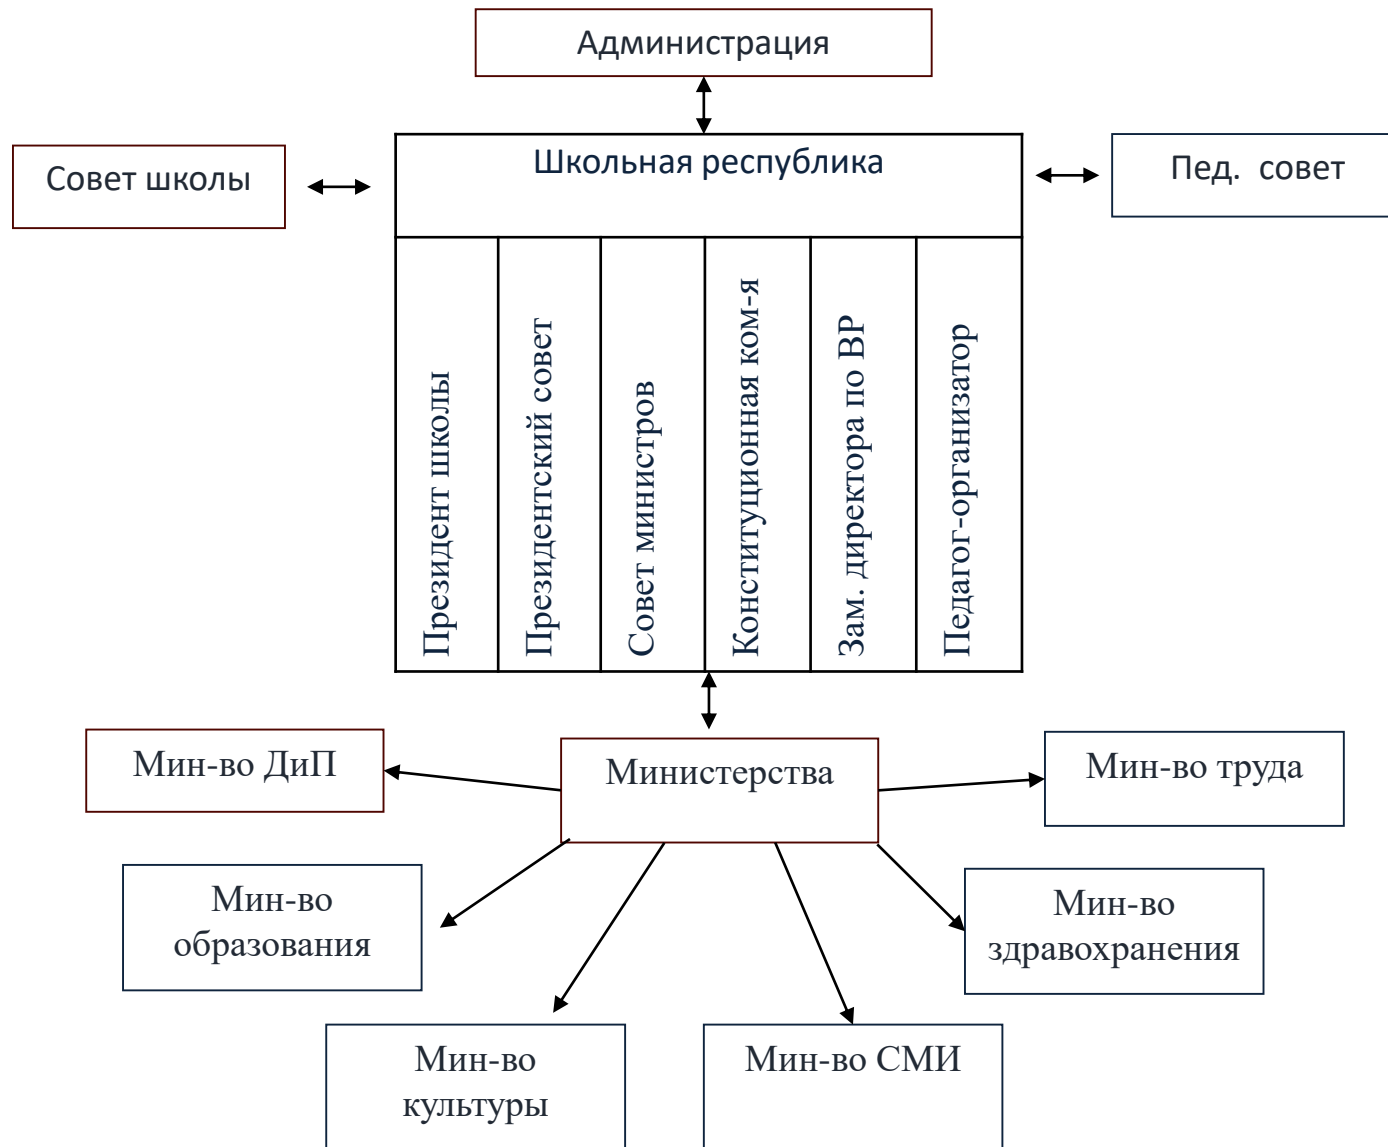 Администрация
Совет школы
Школьная республика
Пед. совет
Президент школы
Президентский совет
Совет министров
Конституционная ком-я
Зам. директора по ВР
Педагог-организатор
Мин-во ДиП
Министерства
Мин-во труда
Мин-во
образования
Мин-во
здравохранения
Мин-во
культуры
Мин-во СМИ